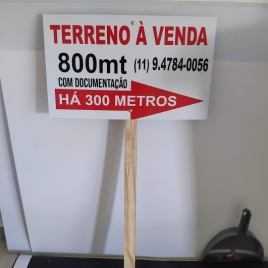 TERRENO À VENDA
800mt (11) 9.4784-0056
COM DOCUMENTAÇÃO
HÁ 300 METROS